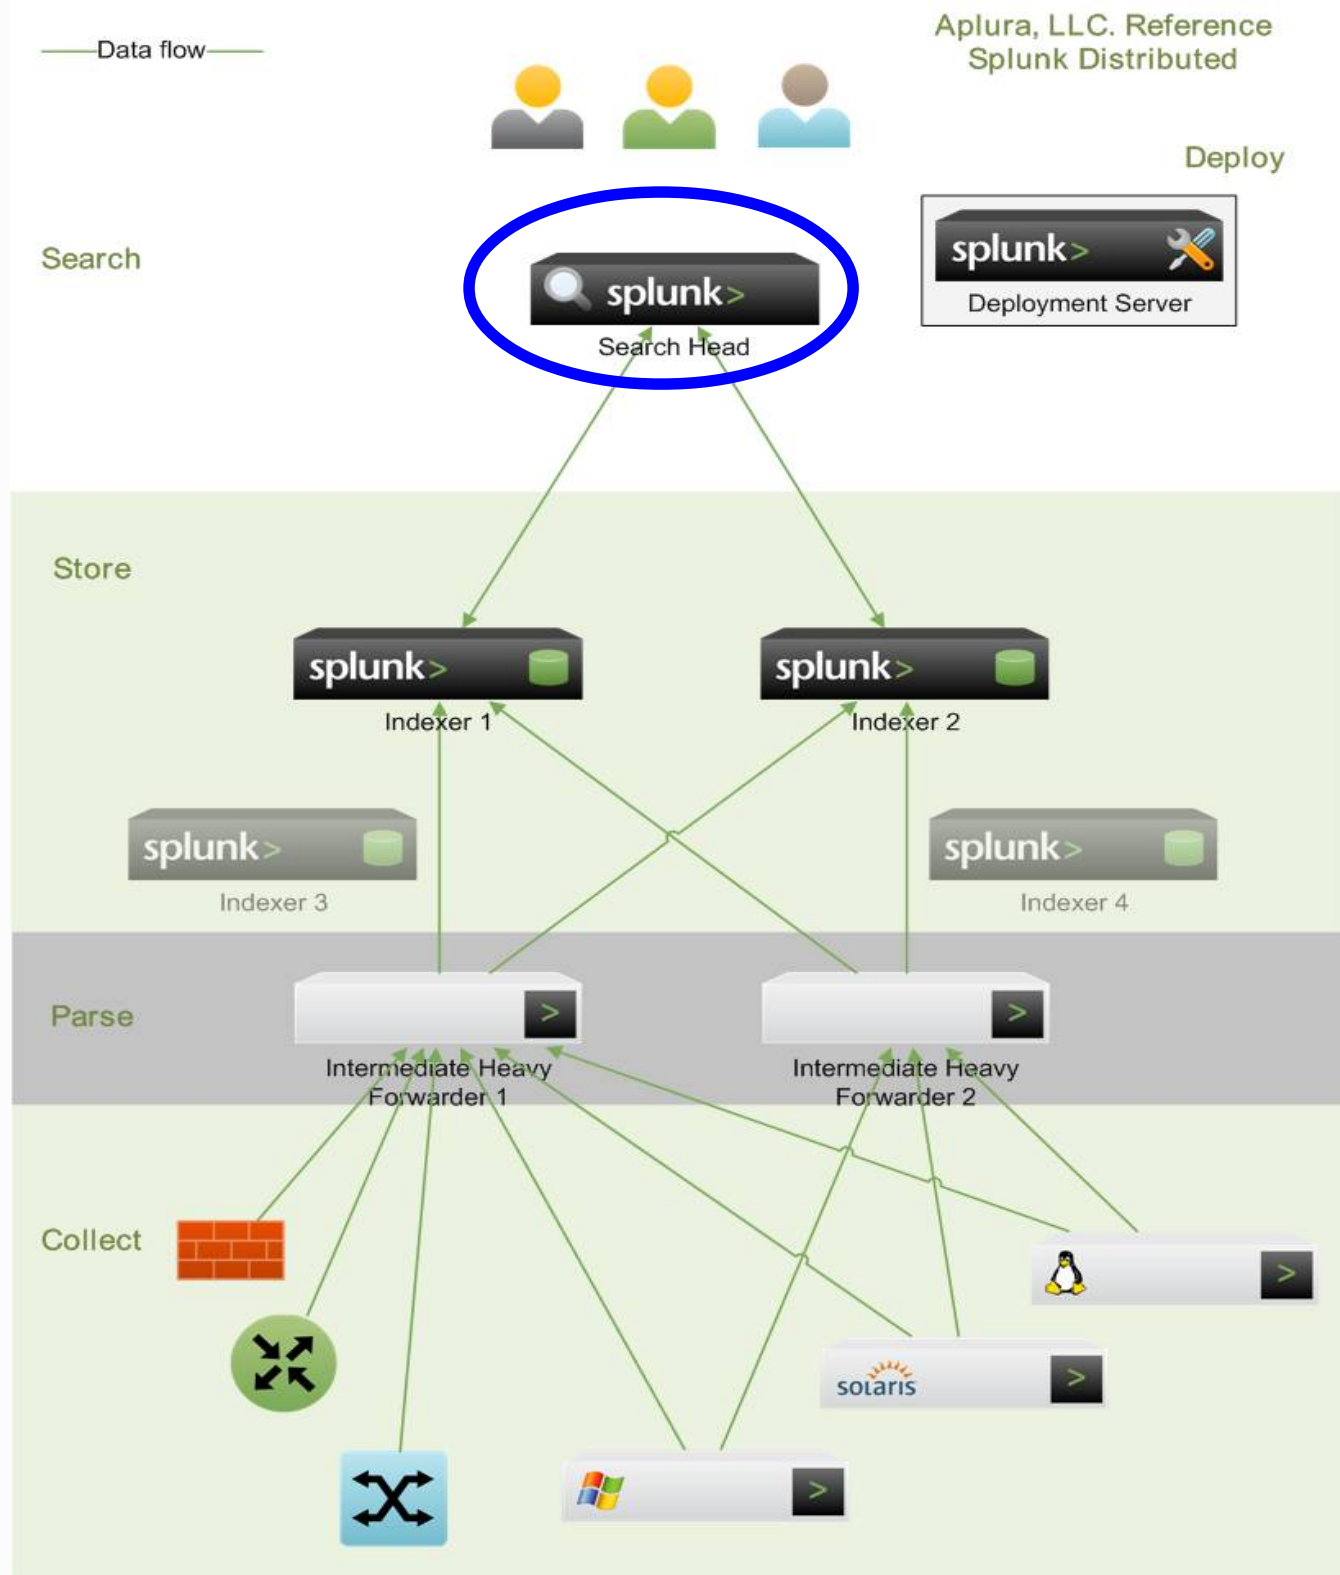 Data flow
Aplura, LLC. Reference
Splunk Distributed
Deploy
splunk>
Deployment Server
Search
splunk>
Search Head
Store
splunk>
Indexer 1
splunk>
Indexer 2
splunk>
Indexer 3
splunk>
Indexer 4
Parse
>
Intermediate Heavy
Forwarder 1
>
Intermediate Heavy
Forwarder 2
Collect
>
solaris
>
>